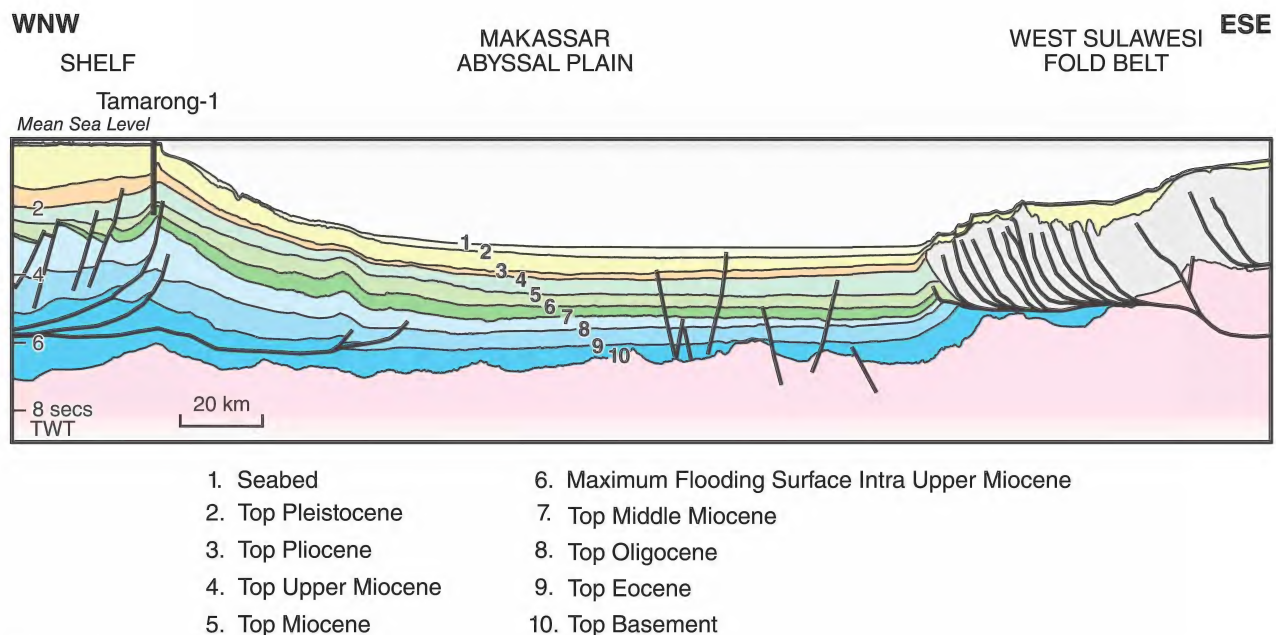 WNW
ESE
MAKASSAR
ABYSSAL PLAIN
WEST SULAWESI
FOLD BELT
SHELF
Tamarong-1
Mean Sea Level
2
4
6
8 secs
TWT
20 km
1
2
3
4
5
6
7
8
9
10
1. Seabed
2. Top Pleistocene
3. Top Pliocene
4. Top Upper Miocene
5. Top Miocene
6. Maximum Flooding Surface Intra Upper Miocene
7. Top Middle Miocene
8. Top Oligocene
9. Top Eocene
10. Top Basement